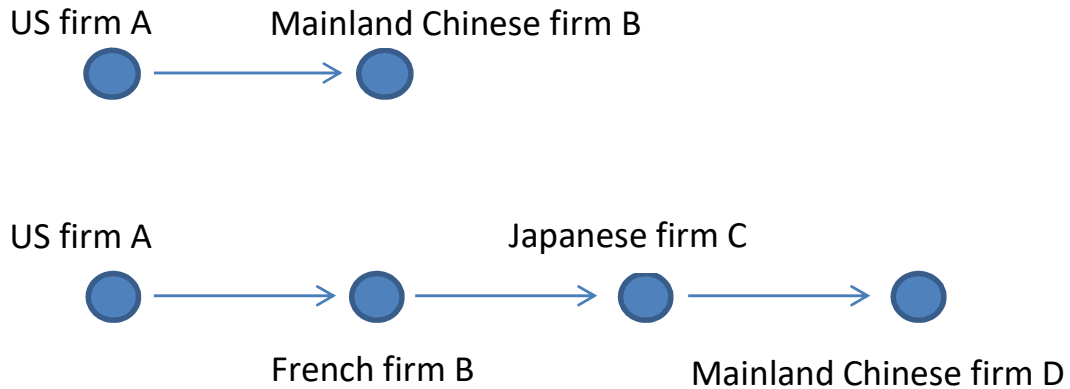 US firm A
Mainland Chinese firm B
US firm A
Japanese firm C
French firm B
Mainland Chinese firm D